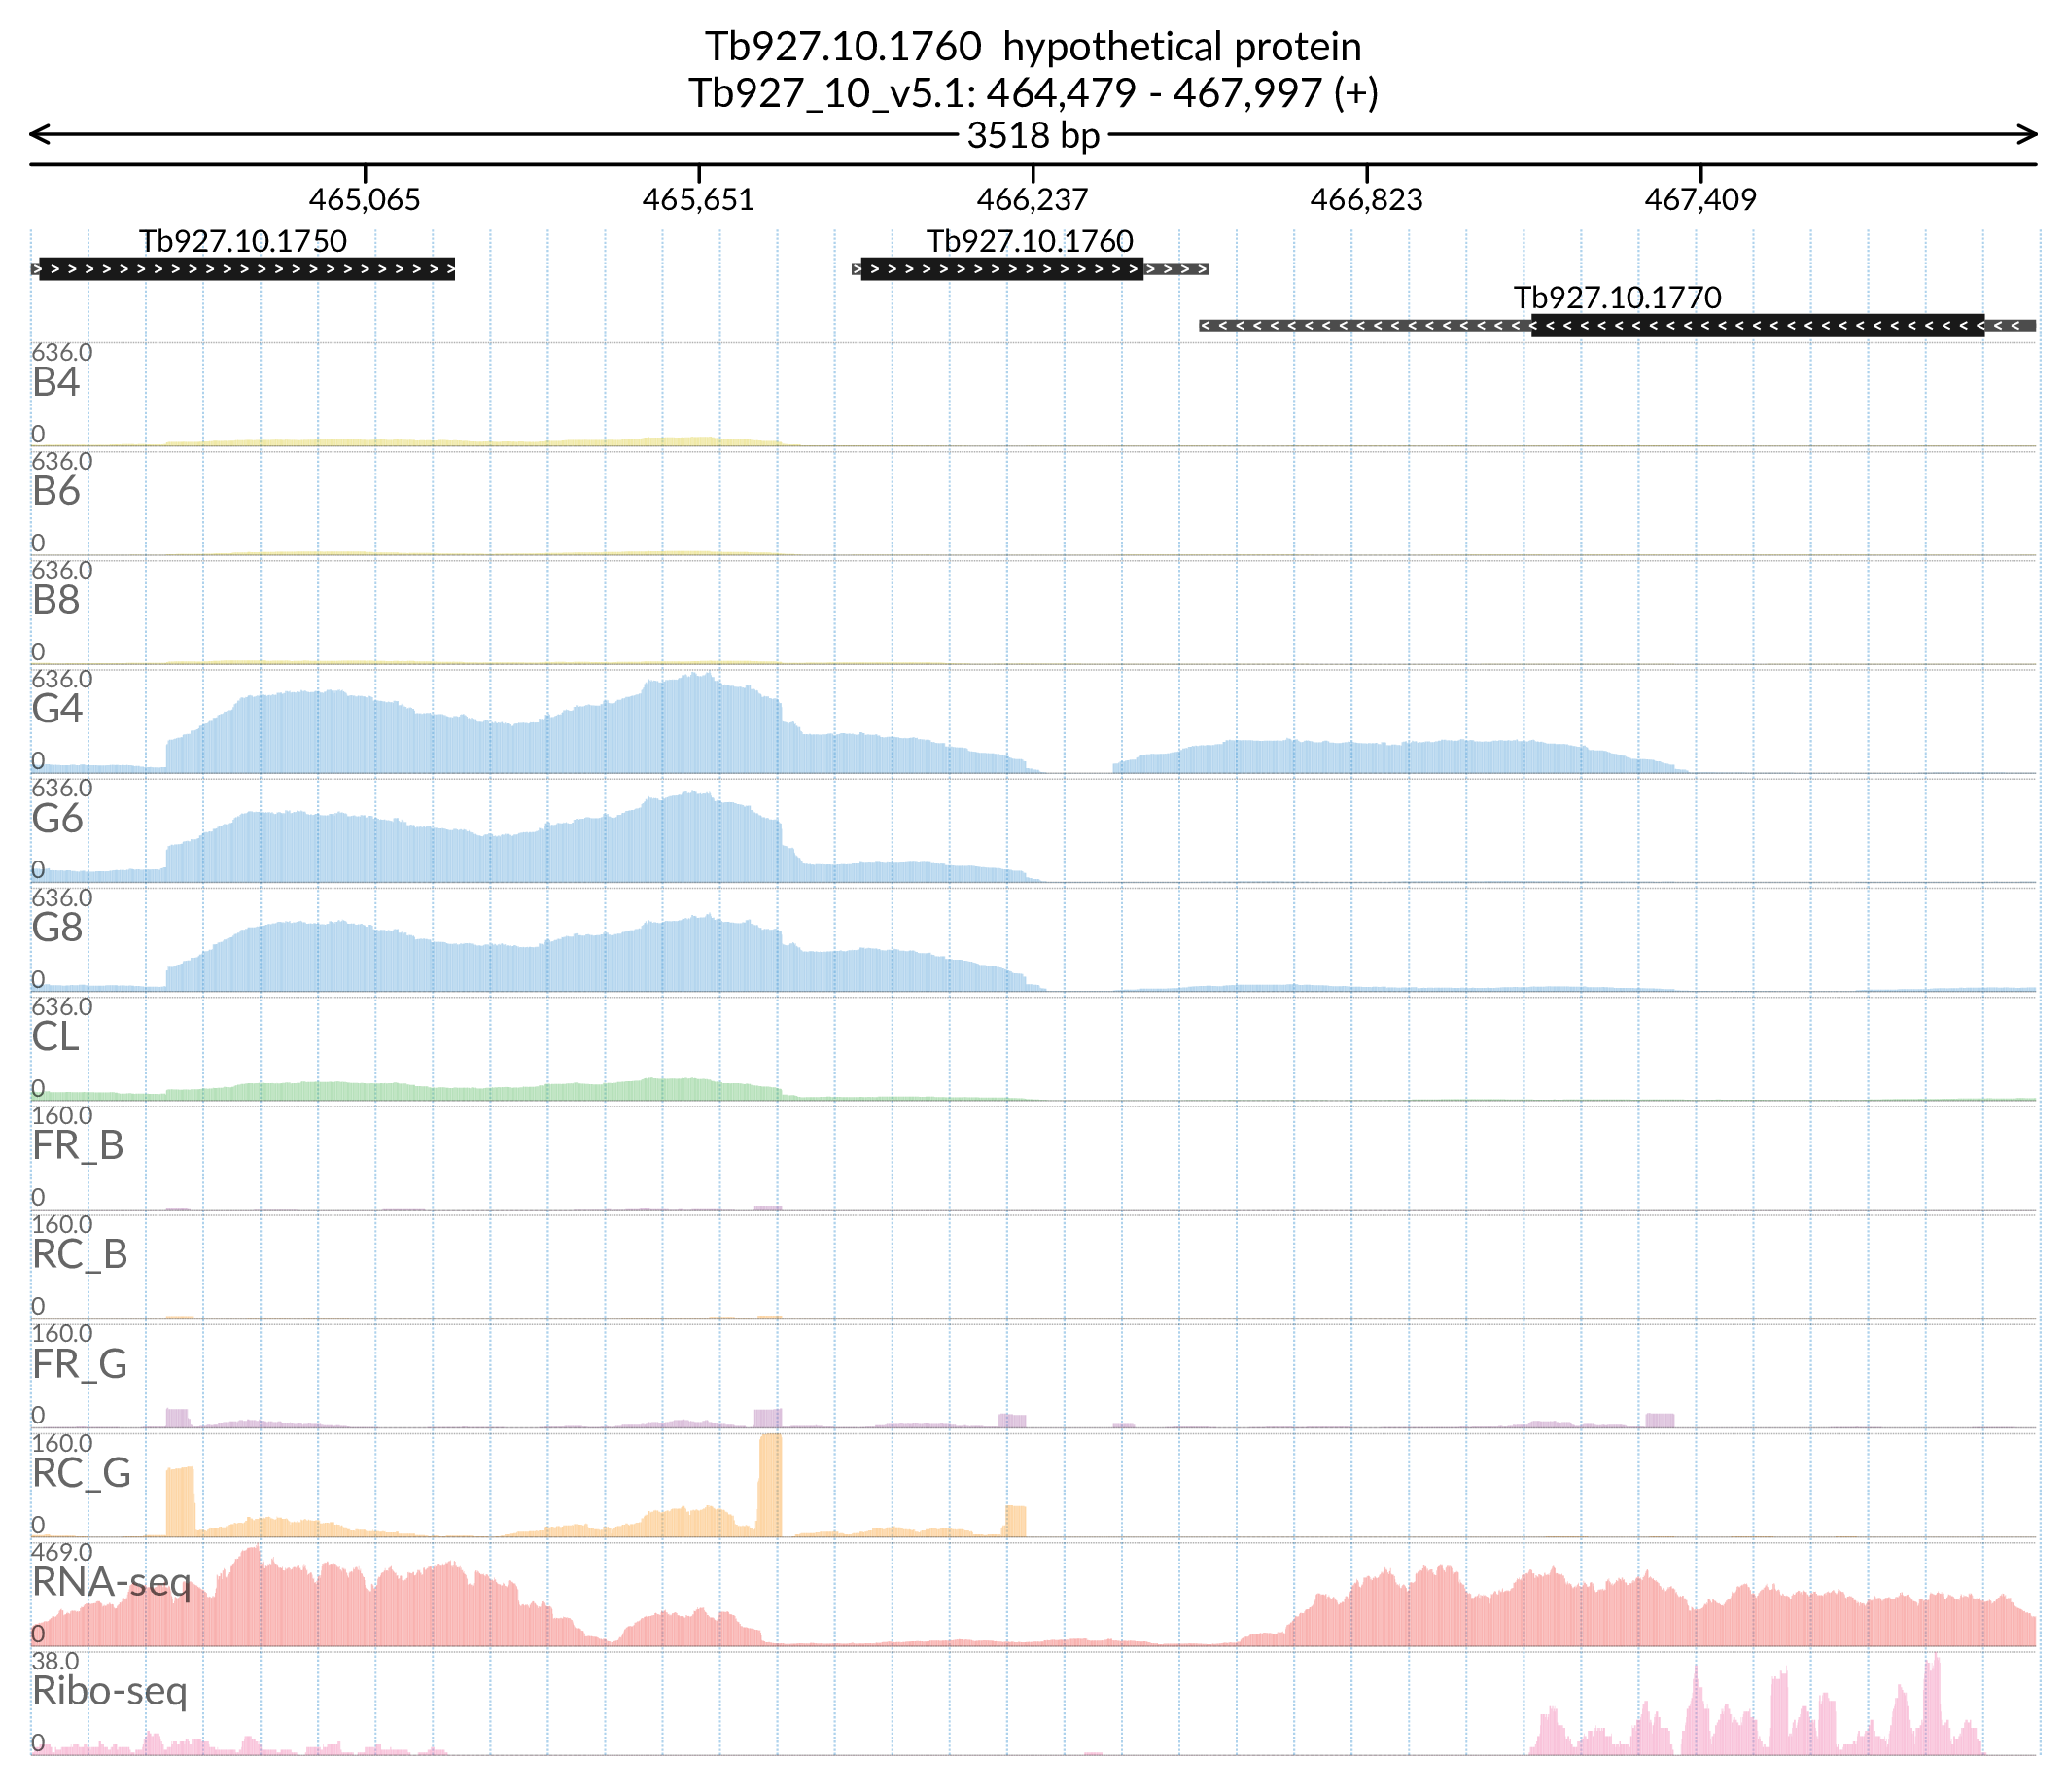 Tb927.10.1760 hypothetical protein
Tb927_10_v5.1: 464,479 - 467,997 (+)
3518 bp
465,065 465,651 466,237 466,823 467,409
Tb927.10.1750 Tb927.10.1760
Tb927.10.1770
636.0
B4
0
636.0
B6
0
636.0
B8
0
636.0
G4
0
636.0
G6
0
636.0
G8
0
636.0
CL
0
160.0
FR_B
0
160.0
RC_B
0
160.0
FR_G
0
160.0
RC_G
0
469.0
RNA-seq
0
38.0
Ribo-seq
0